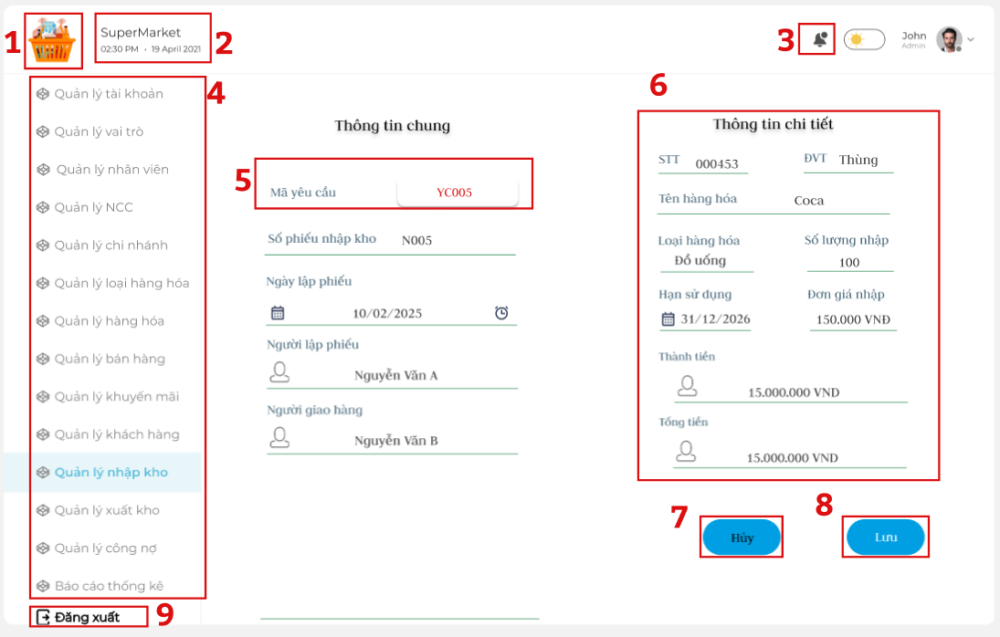 1
SuperMarket
02:30 PM · 19 April 2021
2
3
John
Admin
4
Quản lý tài khoản
Quản lý vai trò
Quản lý nhân viên
Quản lý NCC
Quản lý chi nhánh
Quản lý loại hàng hóa
Quản lý hàng hóa
Quản lý bán hàng
Quản lý khuyến mãi
Quản lý khách hàng
Quản lý nhập kho
Quản lý xuất kho
Quản lý công nợ
Báo cáo thống kê
Đăng xuất
9
Thông tin chung
5
Mã yêu cầu YC005
Số phiếu nhập kho N005
Ngày lập phiếu
10/02/2025
Người lập phiếu
Nguyễn Văn A
Người giao hàng
Nguyễn Văn B
6
Thông tin chi tiết
STT 000453 ĐVT Thùng
Tên hàng hóa Coca
Loại hàng hóa Số lượng nhập
Đồ uống 100
Hạn sử dụng Đơn giá nhập
31/12/2026 150.000 VNĐ
Thành tiền
15.000.000 VND
Tổng tiền
15.000.000 VND
7
Hủy
8
Lưu